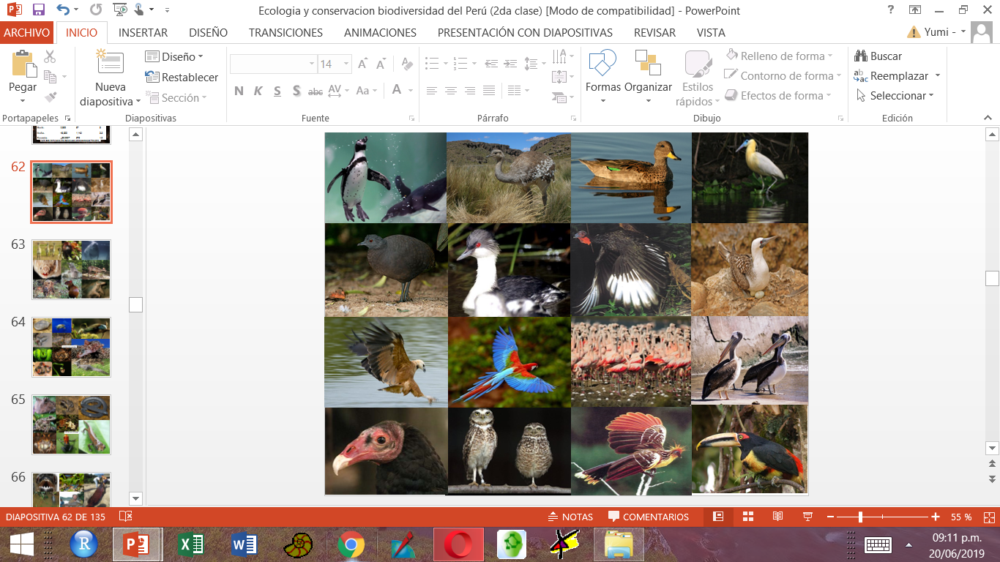 Ecologia y conservacion biodiversidad del Perú (2da clase) [Modo de compatibilidad] - PowerPoint
ARCHIVO INICIO INSERTAR DISEÑO TRANSICIONES ANIMACIONES PRESENTACIÓN CON DIAPOSITIVAS REVISAR VISTA Yumi -
Pegar
Portapapeles
Nueva
diapositiva
Diseño
Restablecer
Sección
Diapositivas
14
N K S S abc AV Aa A
Fuente
Párrafo
Formas
Organizar
Estilos
rápidos
Relleno de forma
Contorno de forma
Efectos de forma
Dibujo
Buscar
Reemplazar
Seleccionar
Edición
62
63
64
65
66
DIAPOSITIVA 62 DE 135 NOTAS COMENTARIOS 55 %
09:11 p.m.
20/06/2019